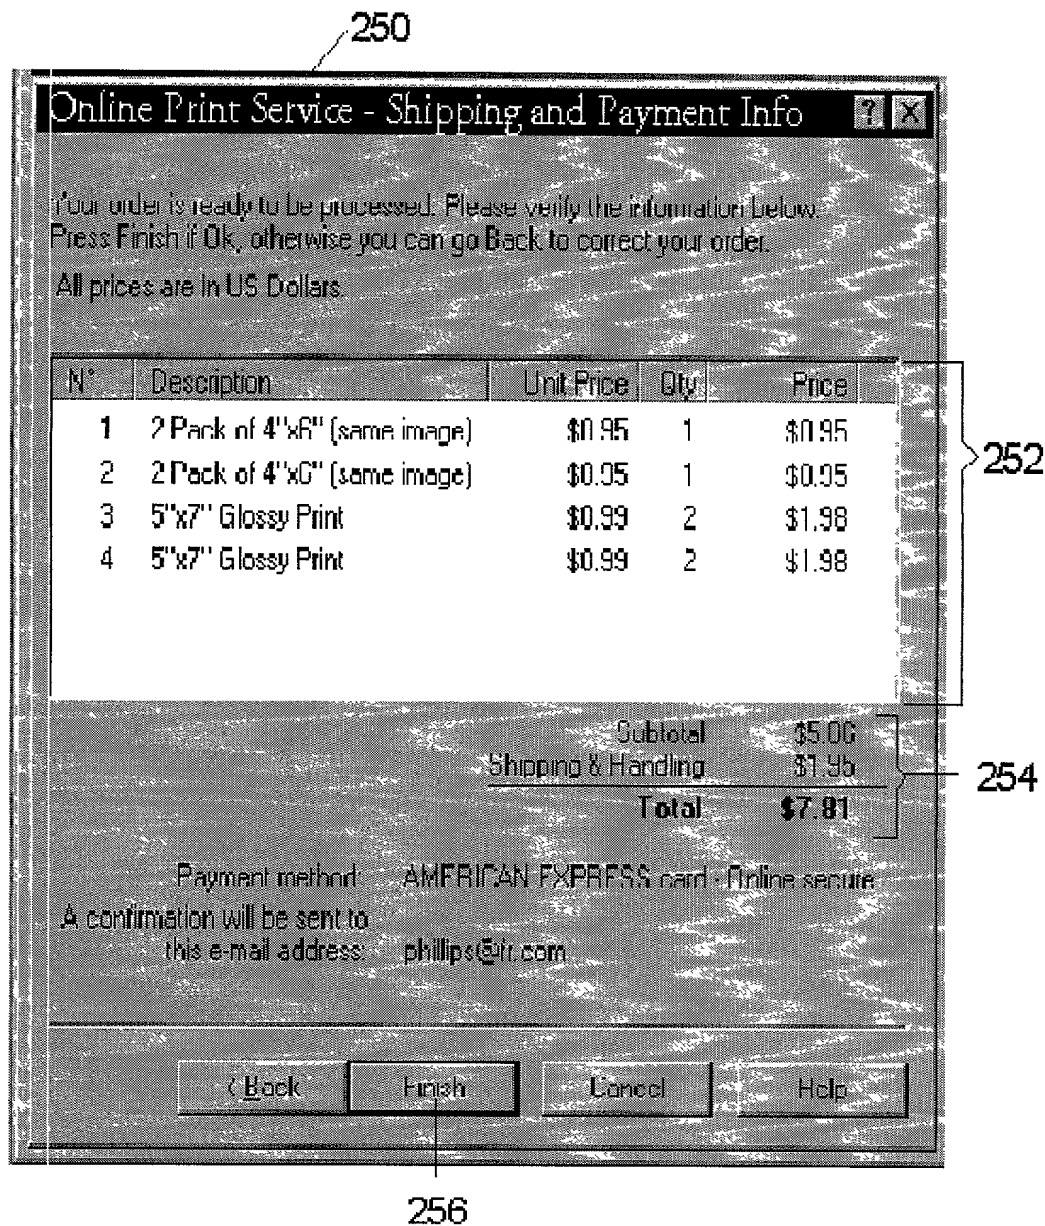 250
Online Print Service - Shipping and Payment Info ? X
Your order is ready to be processed. Please verify the information below.
Press Finish if Ok, otherwise you can go Back to correct your order.
All prices are in US Dollars.
N° Description Unit Price Qty Price
1 2 Pack of 4"x6" (same image) $0.95 1 $0.95
2 2 Pack of 4"x6" (same image) $0.95 1 $0.95
3 5"x7" Glossy Print $0.99 2 $1.98
4 5"x7" Glossy Print $0.99 2 $1.98
252
Subtotal $5.86
Shipping & Handling $1.95
254
Total $7.81
Payment method: AMERICAN EXPRESS card - Online secure
A confirmation will be sent to
this e-mail address: phillips@fr.com
< Back Finish Cancel Help
256